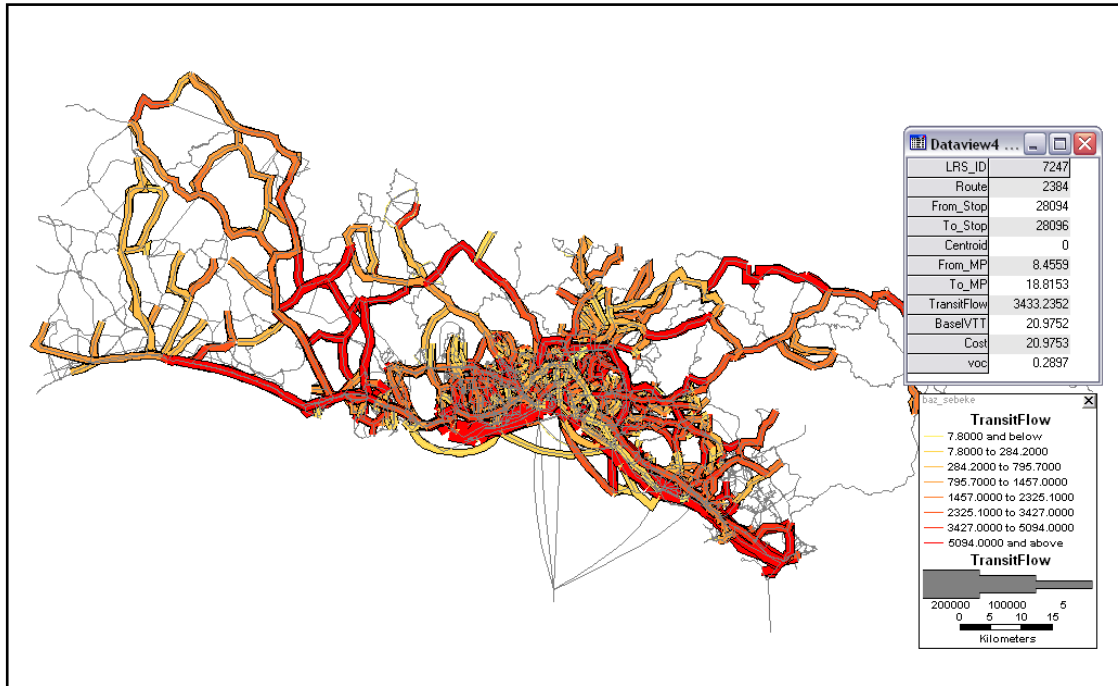 Dataview4 ...
LRS_ID 7247
Route 2384
From_Stop 28094
To_Stop 28096
Centroid 0
From_MP 8.4559
To_MP 18.8153
TransitFlow 3433.2352
BaseIVTT 20.9752
Cost 20.9753
voc 0.2897
baz_sebeke
TransitFlow
7.8000 and below
7.8000 to 284.2000
284.2000 to 795.7000
795.7000 to 1457.0000
1457.0000 to 2325.1000
2325.1000 to 3427.0000
3427.0000 to 5094.0000
5094.0000 and above
TransitFlow
200000 100000 5
0 5 10 15
Kilometers